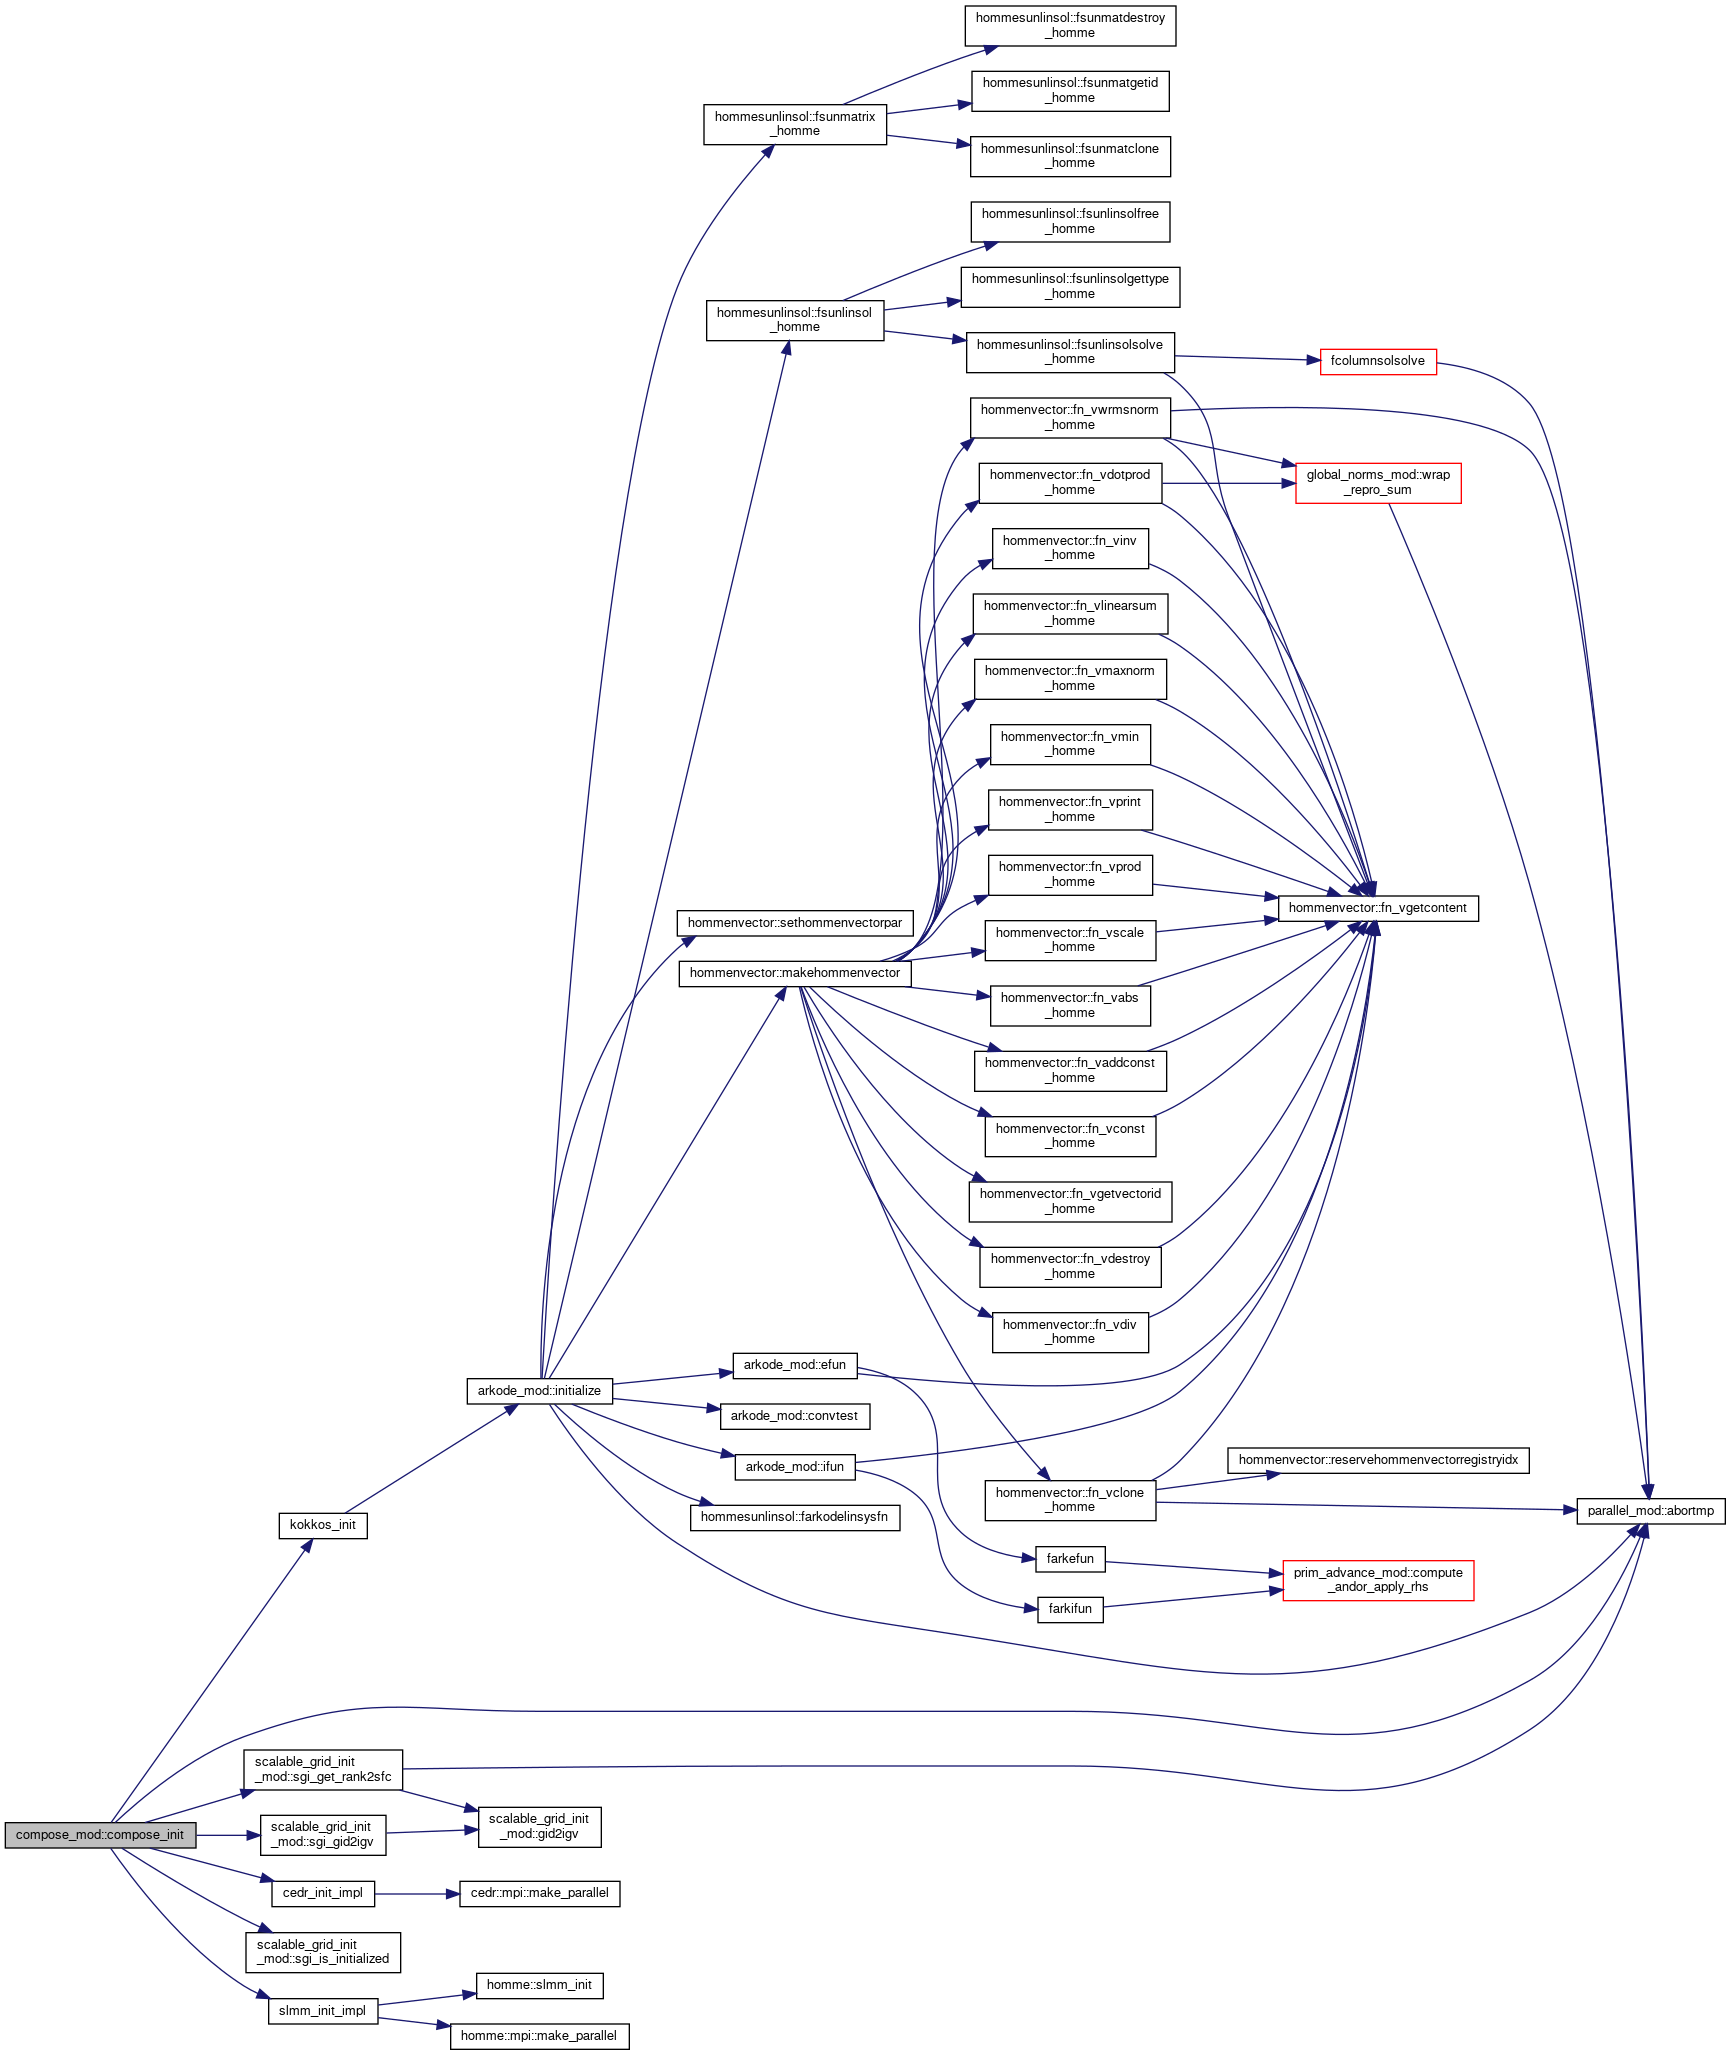 hommesunlinsol::fsunmatdestroy
_homme
hommesunlinsol::fsunmatgetid
_homme
hommesunlinsol::fsunmatrix
_homme
hommesunlinsol::fsunmatclone
_homme
hommesunlinsol::fsunlinsolfree
_homme
hommesunlinsol::fsunlinsolgettype
_homme
hommesunlinsol::fsunlinsol
_homme
hommesunlinsol::fsunlinsolsolve
_homme
fcolumnsolsolve
hommenvector::fn_vwrmsnorm
_homme
hommenvector::fn_vdotprod
_homme
global_norms_mod::wrap
_repro_sum
hommenvector::fn_vinv
_homme
hommenvector::fn_vlinearsum
_homme
hommenvector::fn_vmaxnorm
_homme
hommenvector::fn_vmin
_homme
hommenvector::fn_vprint
_homme
hommenvector::fn_vprod
_homme
hommenvector::fn_vgetcontent
hommenvector::sethommenvectorpar
hommenvector::fn_vscale
_homme
hommenvector::makehommenvector
hommenvector::fn_vabs
_homme
hommenvector::fn_vaddconst
_homme
hommenvector::fn_vconst
_homme
hommenvector::fn_vgetvectorid
_homme
hommenvector::fn_vdestroy
_homme
hommenvector::fn_vdiv
_homme
arkode_mod::efun
arkode_mod::initialize
arkode_mod::convtest
arkode_mod::ifun
hommenvector::reservehommenvectorregistryidx
hommenvector::fn_vclone
_homme
parallel_mod::abortmp
hommesunlinsol::farkodelinsysfn
kokkos_init
farkefun
prim_advance_mod::compute
_andor_apply_rhs
farkifun
scalable_grid_init
_mod::sgi_get_rank2sfc
scalable_grid_init
_mod::gid2igv
compose_mod::compose_init
scalable_grid_init
_mod::sgi_gid2igv
cedr_init_impl
cedr::mpi::make_parallel
scalable_grid_init
_mod::sgi_is_initialized
homme::slmm_init
slmm_init_impl
homme::mpi::make_parallel